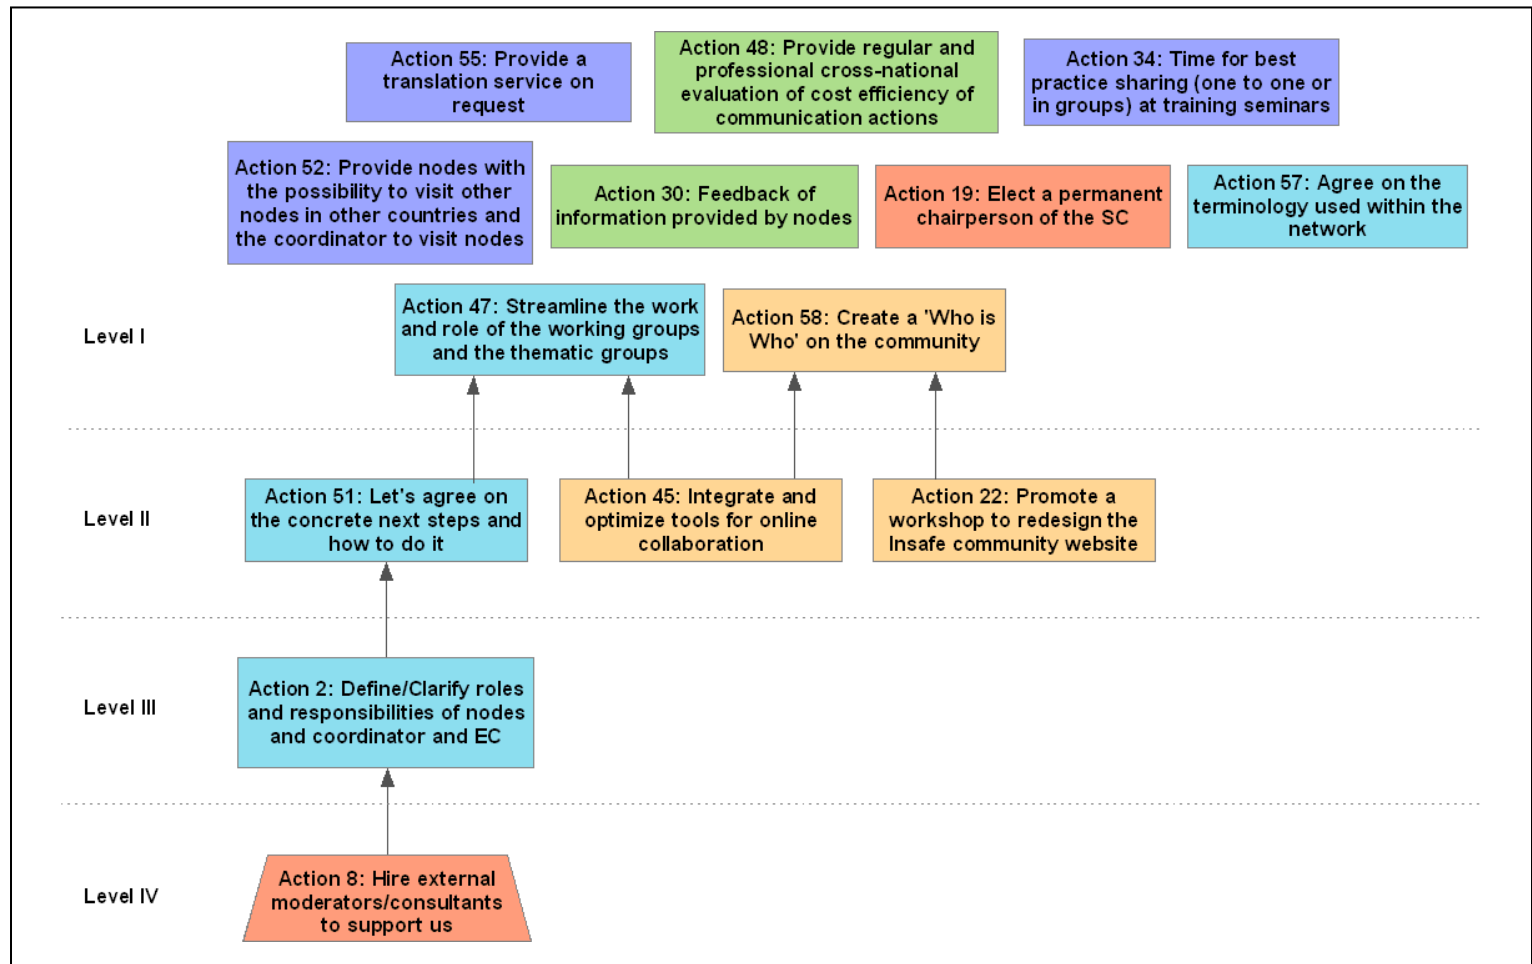 Action 55: Provide a
translation service on
request
Action 48: Provide regular and
professional cross-national
evaluation of cost efficiency of
communication actions
Action 34: Time for best
practice sharing (one to one or
in groups) at training seminars
Action 52: Provide nodes with
the possibility to visit other
nodes in other countries and
the coordinator to visit nodes
Action 30: Feedback of
information provided by nodes
Action 19: Elect a permanent
chairperson of the SC
Action 57: Agree on the
terminology used within the
network
Level I
Action 47: Streamline the work
and role of the working groups
and the thematic groups
Action 58: Create a 'Who is
Who' on the community
Level II
Action 51: Let's agree on
the concrete next steps and
how to do it
Action 45: Integrate and
optimize tools for online
collaboration
Action 22: Promote a
workshop to redesign the
Insafe community website
Level III
Action 2: Define/Clarify roles
and responsibilities of nodes
and coordinator and EC
Level IV
Action 8: Hire external
moderators/consultants
to support us